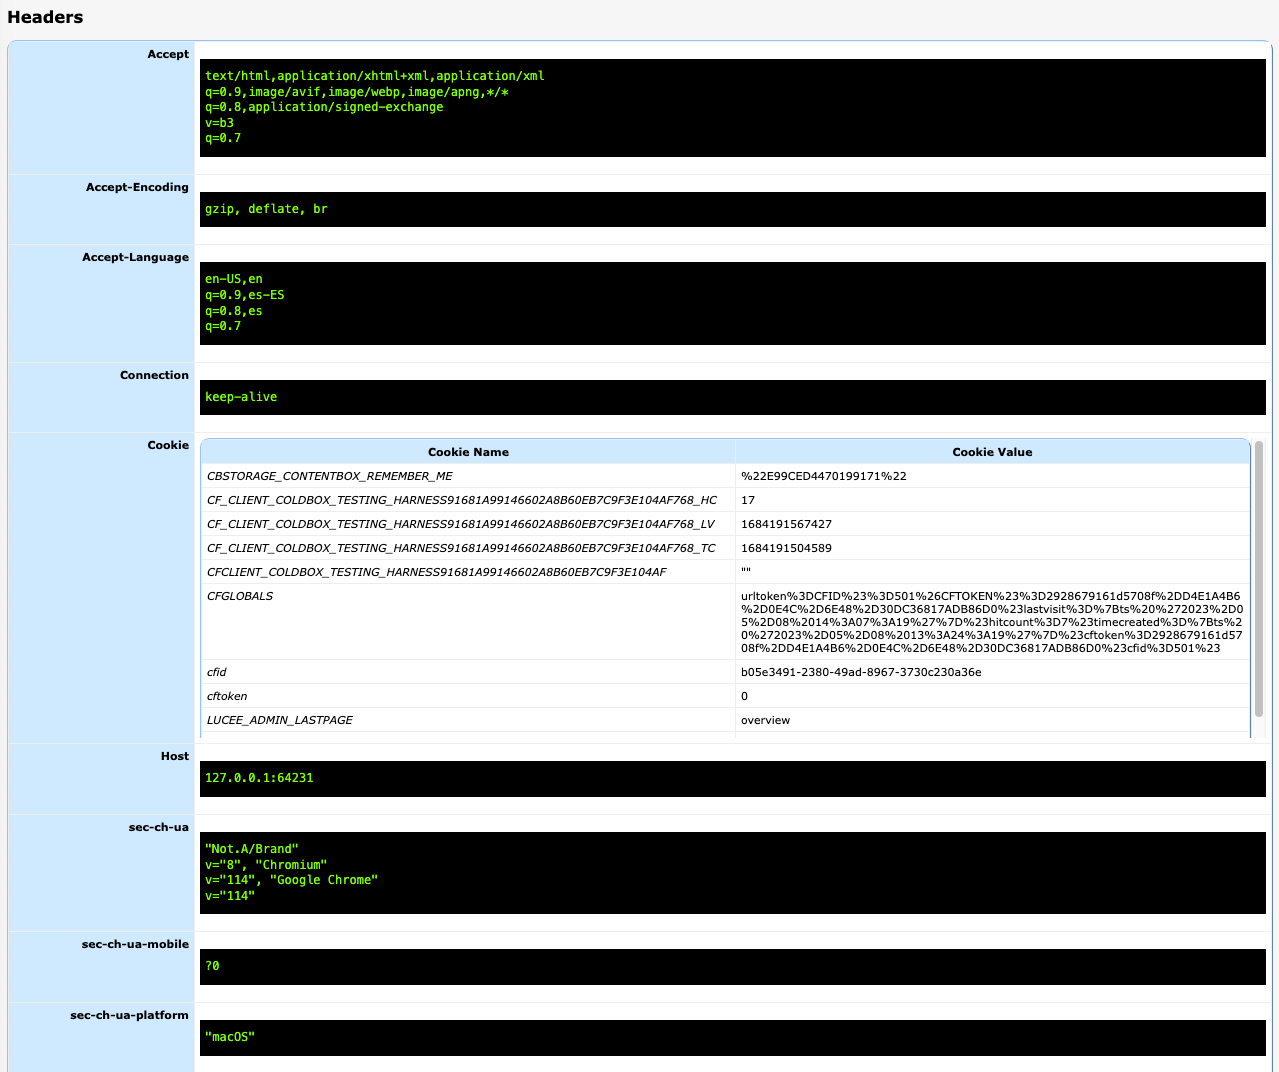 Headers
Accept
text/html,application/xhtml+xml,application/xml
q=0.9,image/avif,image/webp,image/apng,*/*
q=0.8,application/signed-exchange
v=b3
q=0.7
Accept-Encoding
gzip, deflate, br
Accept-Language
en-US,en
q=0.9,es-ES
q=0.8,es
q=0.7
Connection
keep-alive
Cookie
Cookie Name Cookie Value
CBSTORAGE_CONTENTBOX_REMEMBER_ME %22E99CED4470199171%22
CF_CLIENT_COLDBOX_TESTING_HARNESS91681A99146602A8B60EB7C9F3E104AF768_HC 17
CF_CLIENT_COLDBOX_TESTING_HARNESS91681A99146602A8B60EB7C9F3E104AF768_LV 1684191567427
CF_CLIENT_COLDBOX_TESTING_HARNESS91681A99146602A8B60EB7C9F3E104AF768_TC 1684191504589
CFCLIENT_COLDBOX_TESTING_HARNESS91681A99146602A8B60EB7C9F3E104AF ""
CFGLOBALS urltoken%3DCFID%23%3D501%26CFTOKEN%23%3D2928679161d5708f%2DD4E1A4B6
%2D0E4C%2D6E48%2D30DC36817ADB86D0%23lastvisit%3D%7Bts%20%272023%2D0
5%2D08%2014%3A07%3A19%27%7D%23hitcount%3D7%23timecreated%3D%7Bts%2
0%272023%2D05%2D08%2013%3A24%3A19%27%7D%23cftoken%3D2928679161d5
708f%2DD4E1A4B6%2D0E4C%2D6E48%2D30DC36817ADB86D0%23cfid%3D501%23
cfid b05e3491-2380-49ad-8967-3730c230a36e
cftoken 0
LUCEE_ADMIN_LASTPAGE overview
Host
127.0.0.1:64231
sec-ch-ua
"Not.A/Brand"
v="8", "Chromium"
v="114", "Google Chrome"
v="114"
sec-ch-ua-mobile
?0
sec-ch-ua-platform
"macOS"